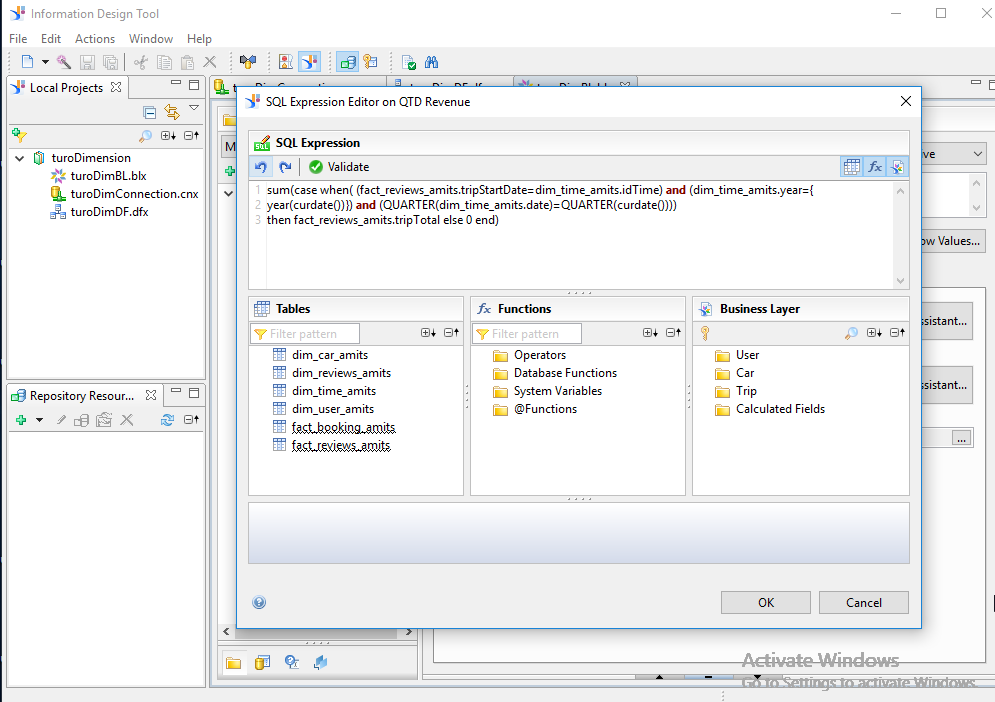 Information Design Tool
File Edit Actions Window Help
Local Projects
turoDimension
turoDimBL.blx
turoDimConnection.cnx
turoDimDF.dfx
Repository Resour...
SQL Expression Editor on QTD Revenue
SQL Expression
Validate
1 sum(case when( (fact_reviews_amits.tripStartDate=dim_time_amits.idTime) and (dim_time_amits.year={
2 year(curdate())}) and (QUARTER(dim_time_amits.date)=QUARTER(curdate())))
3 then fact_reviews_amits.tripTotal else 0 end)
Tables
Filter pattern
dim_car_amits
dim_reviews_amits
dim_time_amits
dim_user_amits
fact_booking_amits
fact_reviews_amits
Functions
Filter pattern
Operators
Database Functions
System Variables
@Functions
Business Layer
User
Car
Trip
Calculated Fields
OK
Cancel
M
ve
ow Values...
sistant...
sistant...
...
Activate Windows
Go to Settings to activate Windows.